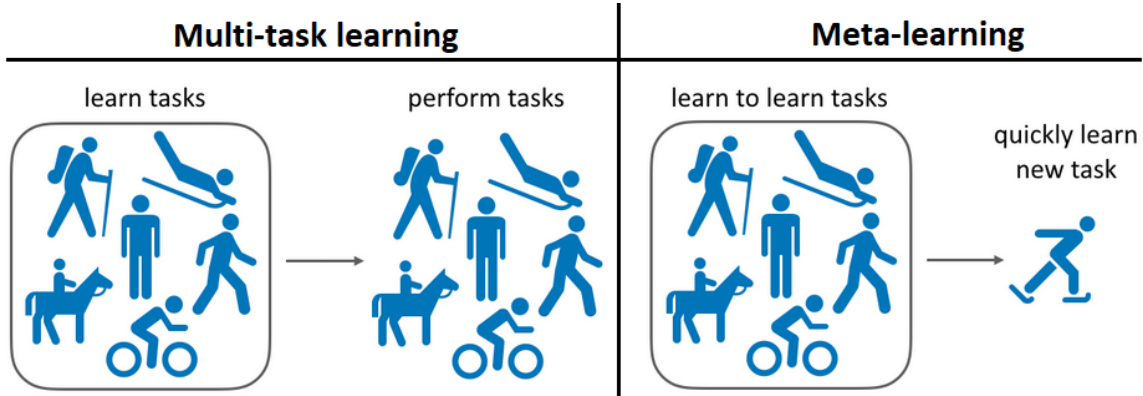 Multi-task learning
Meta-learning
learn tasks
perform tasks
learn to learn tasks
quickly learn
new task